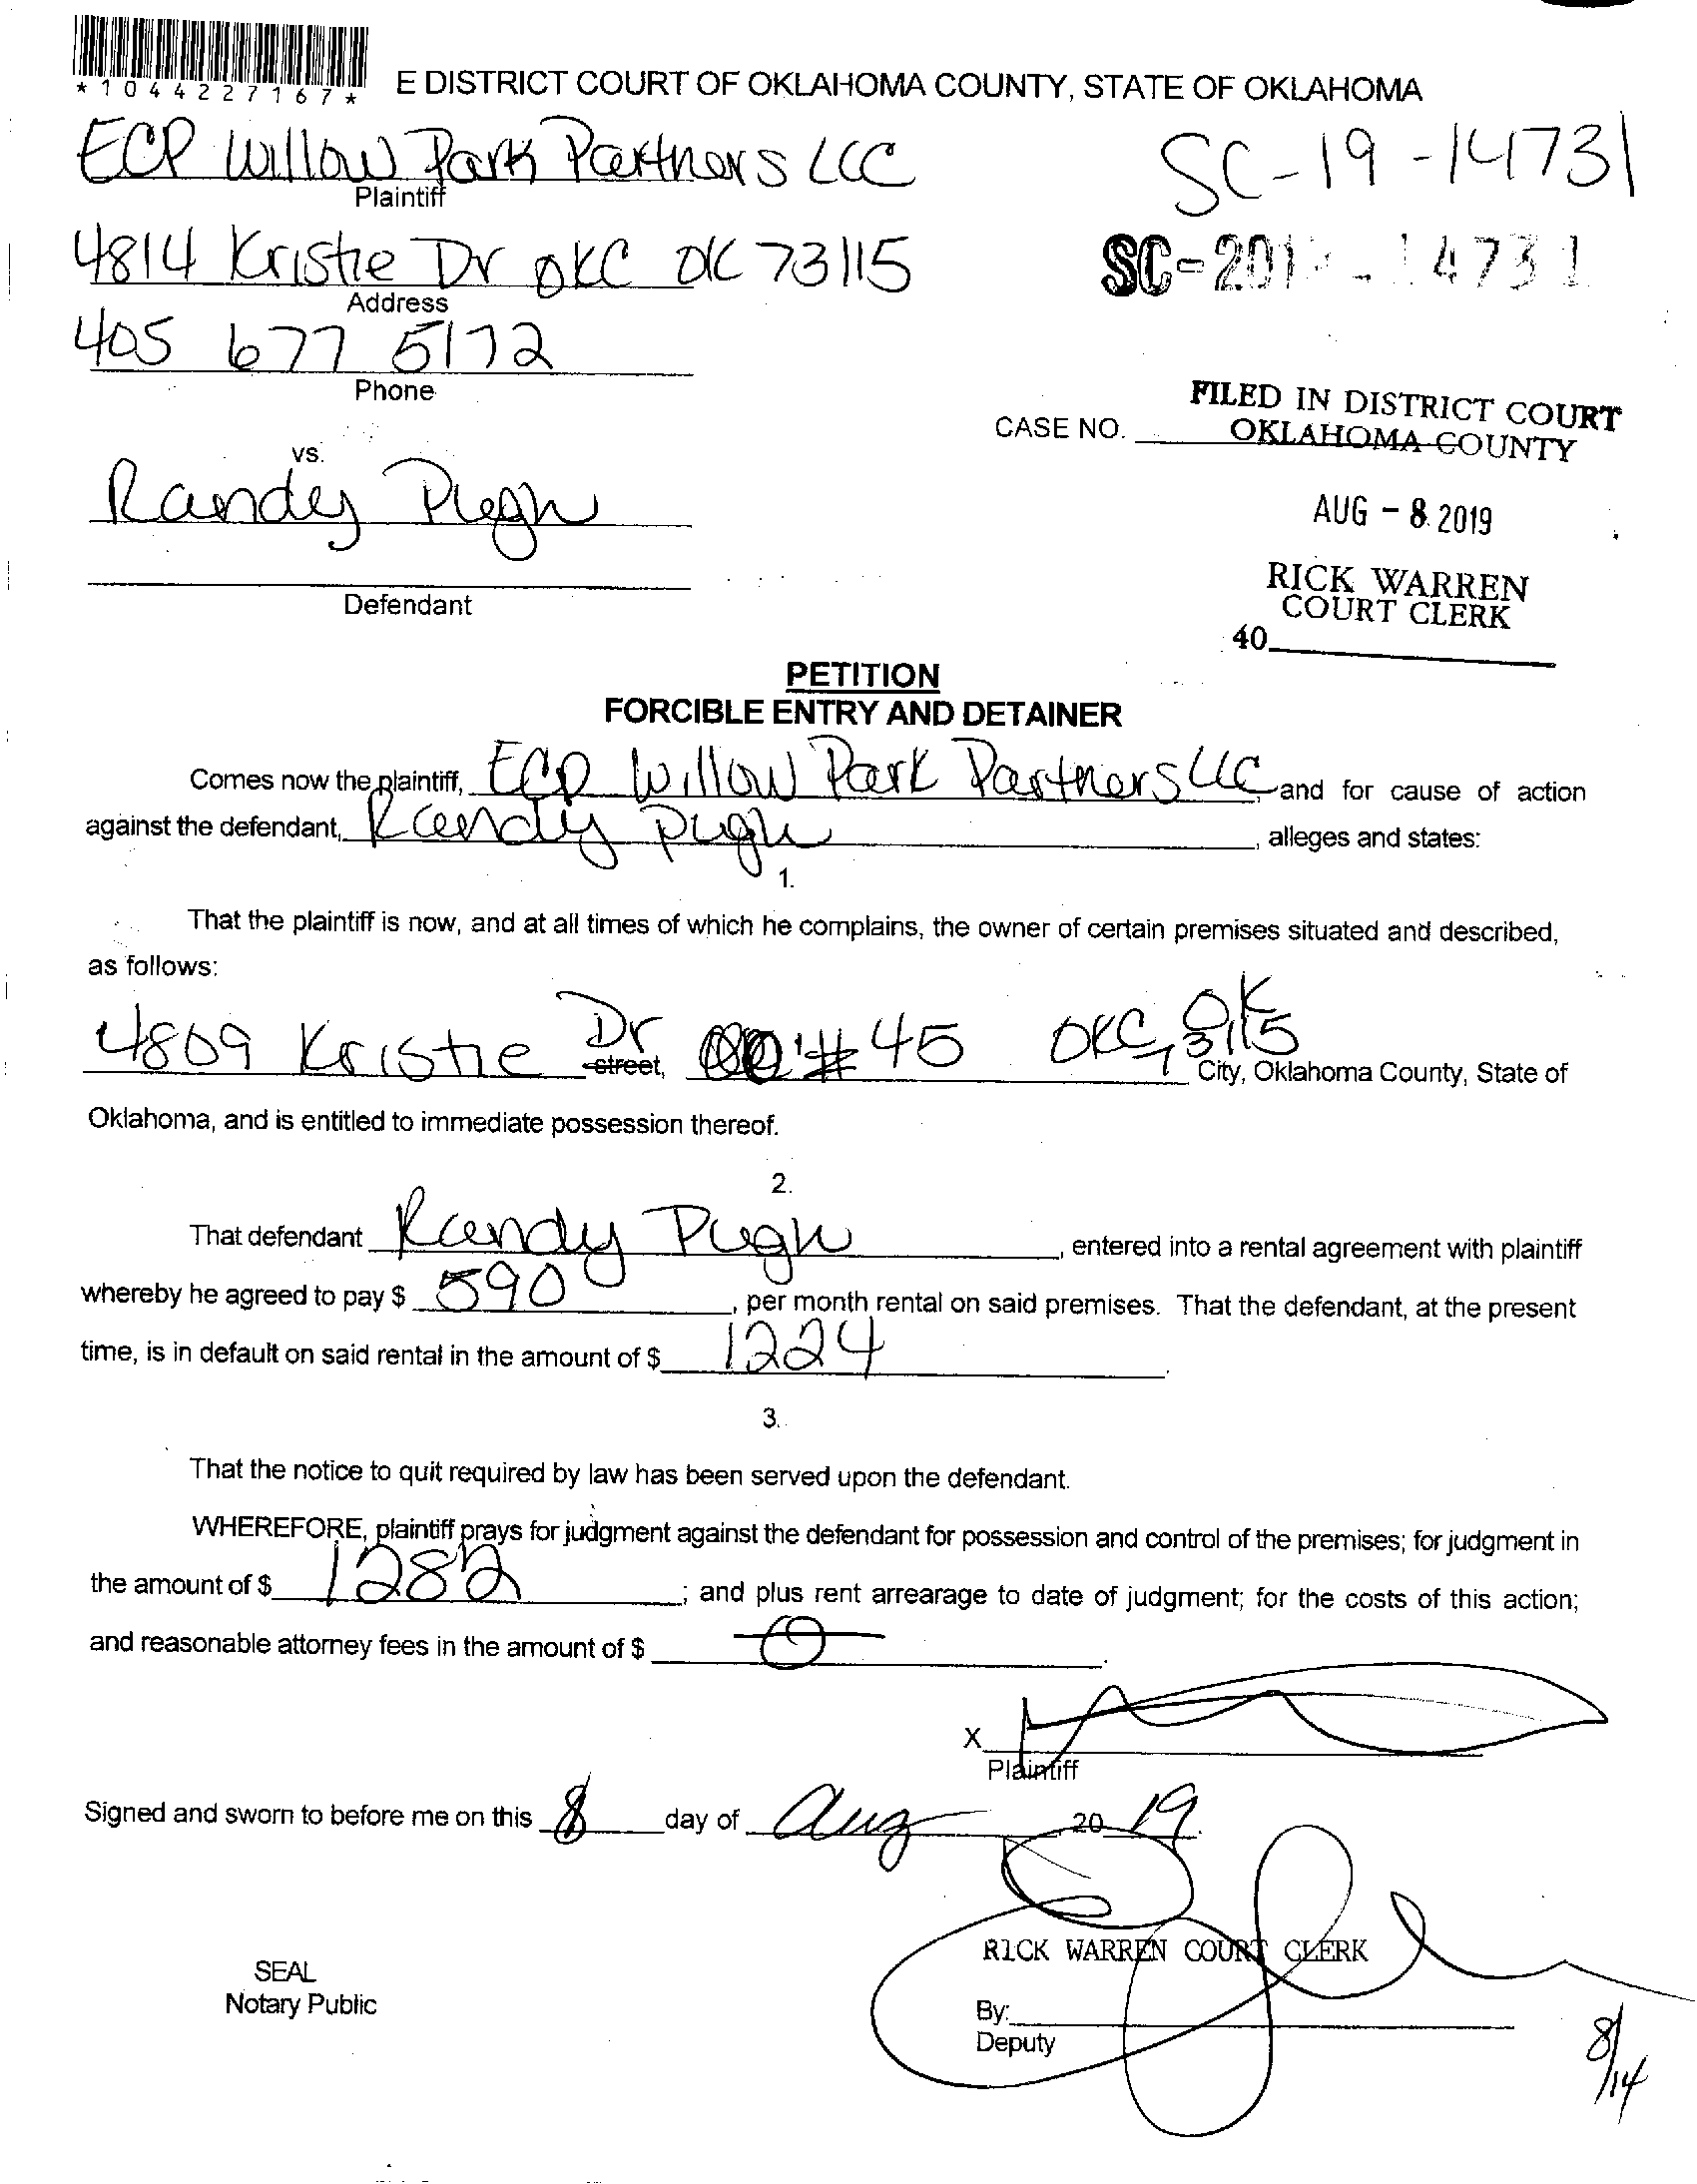 *1044227167*
E DISTRICT COURT OF OKLAHOMA COUNTY, STATE OF OKLAHOMA
ECP Willow Park Partners LLC
Plaintiff
SC-19-14731
4814 Kristie Dr OKC OK 73115
Address
SC-201 - 14731
405 677 5172
Phone
FILED IN DISTRICT COURT
CASE NO. OKLAHOMA COUNTY
vs.
Randy Pugh
AUG - 8 2019
Defendant
RICK WARREN
COURT CLERK
40
PETITION
FORCIBLE ENTRY AND DETAINER
Comes now the plaintiff, ECP Willow Park Partners LLC and for cause of action
against the defendant, Randy Pugh, alleges and states:
1.
That the plaintiff is now, and at all times of which he complains, the owner of certain premises situated and described,
as follows:
4809 Kristie Dr street, #45 OKC, OK 73115 City, Oklahoma County, State of
Oklahoma, and is entitled to immediate possession thereof.
2.
That defendant Randy Pugh, entered into a rental agreement with plaintiff
whereby he agreed to pay $ 590, per month rental on said premises. That the defendant, at the present
time, is in default on said rental in the amount of $ 1224.
3.
That the notice to quit required by law has been served upon the defendant.
WHEREFORE, plaintiff prays for judgment against the defendant for possession and control of the premises; for judgment in
the amount of $ 1282; and plus rent arrearage to date of judgment; for the costs of this action;
and reasonable attorney fees in the amount of $ 0.
X
Plaintiff
Signed and sworn to before me on this 8 day of Aug, 2019.
RICK WARREN COURT CLERK
SEAL
Notary Public
By:
Deputy
8/14